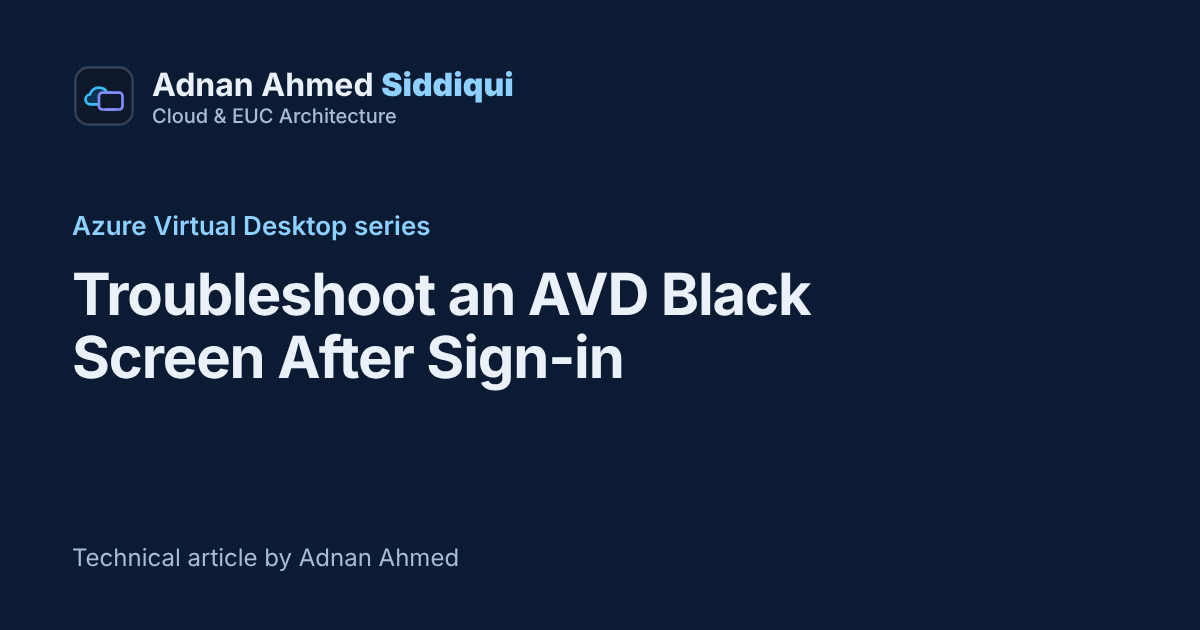 Adnan Ahmed Siddiqui
Cloud & EUC Architecture
Azure Virtual Desktop series
Troubleshoot an AVD Black
Screen After Sign-in
Technical article by Adnan Ahmed